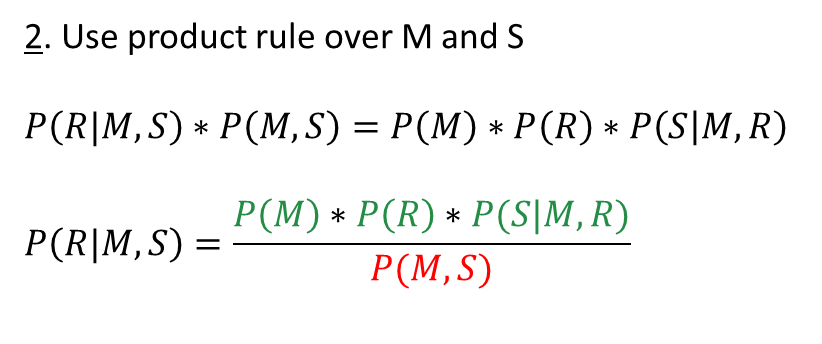 2. Use product rule over M and S
P(R|M, S) ∗ P(M, S) = P(M) ∗ P(R) ∗ P(S|M, R)
P(M) ∗ P(R) ∗ P(S|M, R)
P(R|M, S) =
P(M, S)